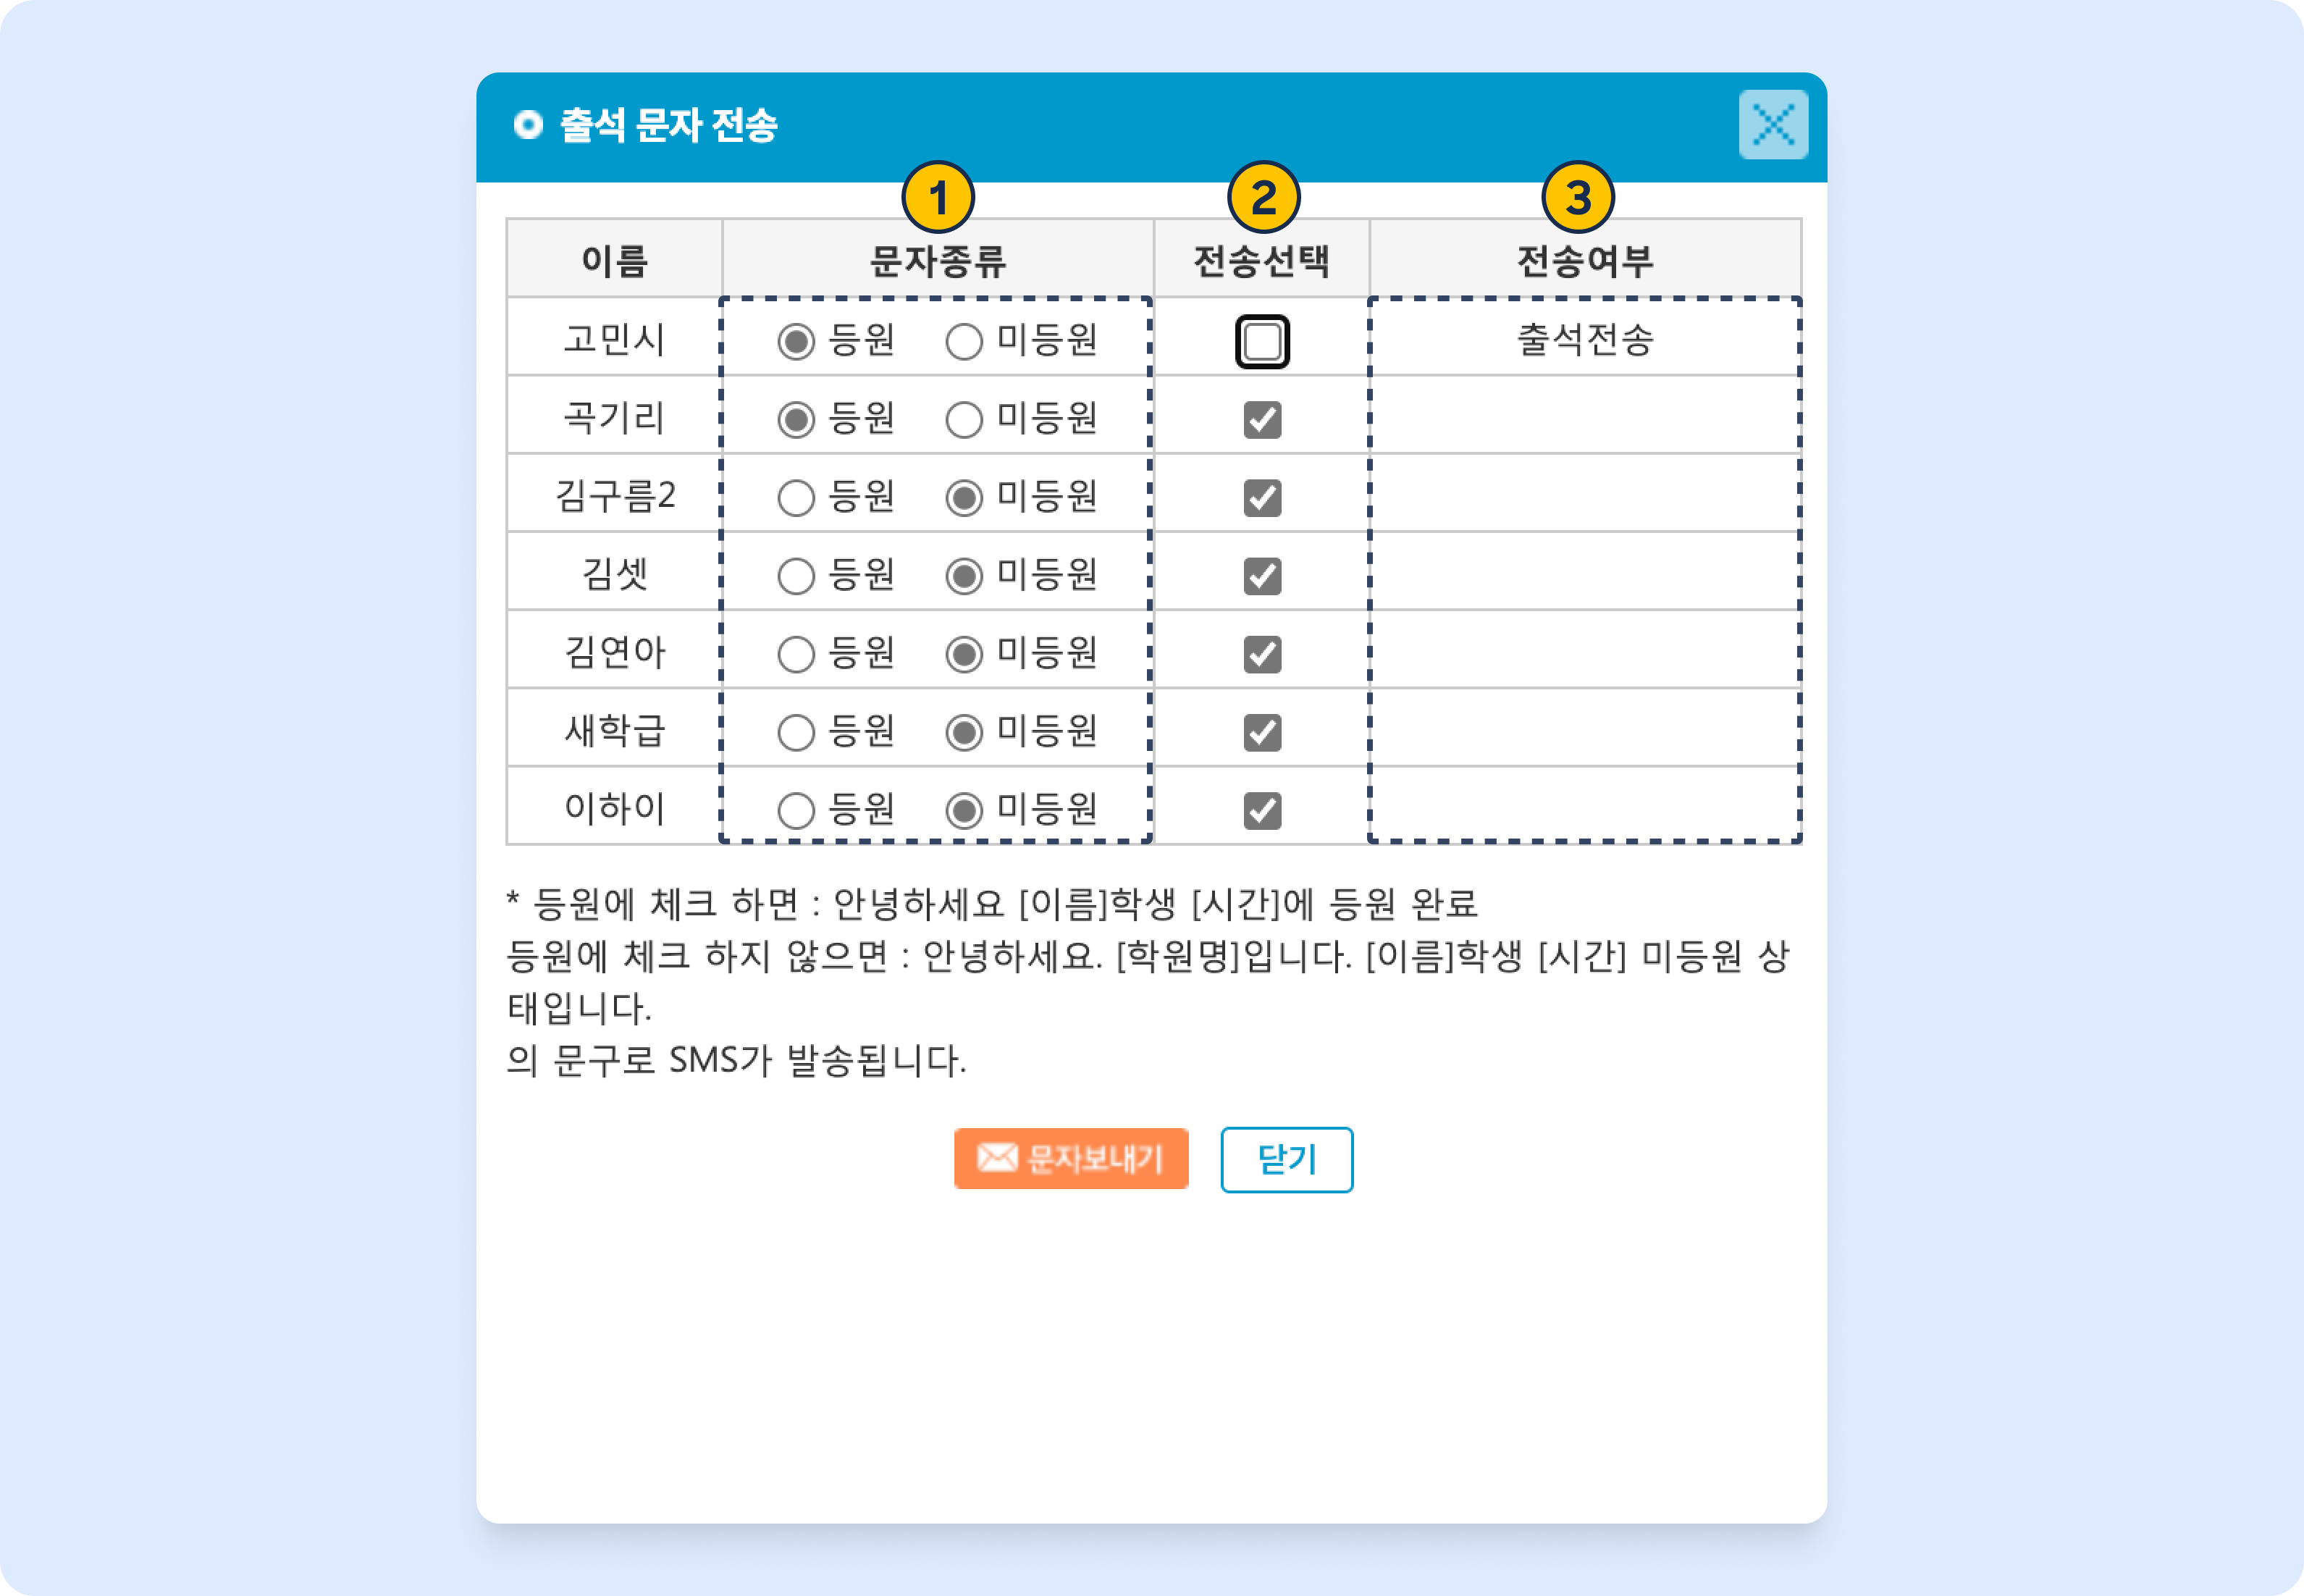 출석 문자 전송
1 2 3
이름 문자종류 전송선택 전송여부
고민시 등원 미등원 출석전송
곡기리 등원 미등원
김구름2 등원 미등원
김셋 등원 미등원
김연아 등원 미등원
새학급 등원 미등원
이하이 등원 미등원
* 등원에 체크 하면 : 안녕하세요 [이름]학생 [시간]에 등원 완료
등원에 체크 하지 않으면 : 안녕하세요. [학원명]입니다. [이름]학생 [시간] 미등원 상
태입니다.
의 문구로 SMS가 발송됩니다.
문자보내기 닫기